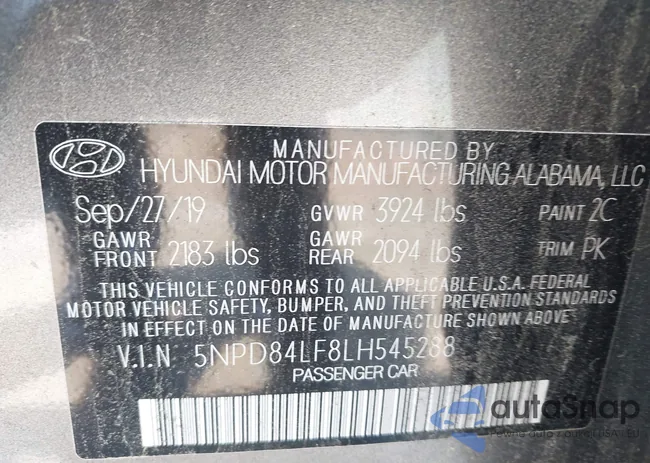 MANUFACTURED BY
HYUNDAI MOTOR MANUFACTURING ALABAMA, LLC
Sep/27/19 GVWR 3924 lbs PAINT 2C
GAWR FRONT 2183 lbs GAWR REAR 2094 lbs TRIM PK
THIS VEHICLE CONFORMS TO ALL APPLICABLE U.S.A. FEDERAL
MOTOR VEHICLE SAFETY, BUMPER, AND THEFT PREVENTION STANDARDS
IN EFFECT ON THE DATE OF MANUFACTURE SHOWN ABOVE.
V.I.N 5NPD84LF8LH545288
PASSENGER CAR
autoSnap